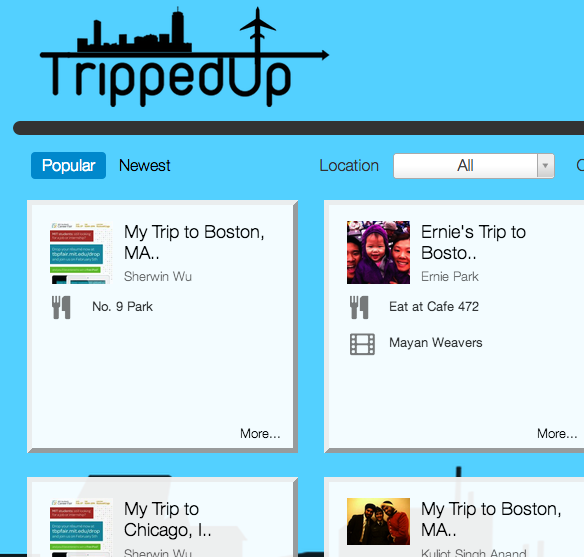 TrippedUp
Popular
Newest
Location
All
My Trip to Boston,
MA..
Sherwin Wu
No. 9 Park
More...
Ernie's Trip to
Bosto..
Ernie Park
Eat at Cafe 472
Mayan Weavers
More...
My Trip to
Chicago, I..
Sherwin Wu
My Trip to Boston,
MA..
Kuljot Singh Anand